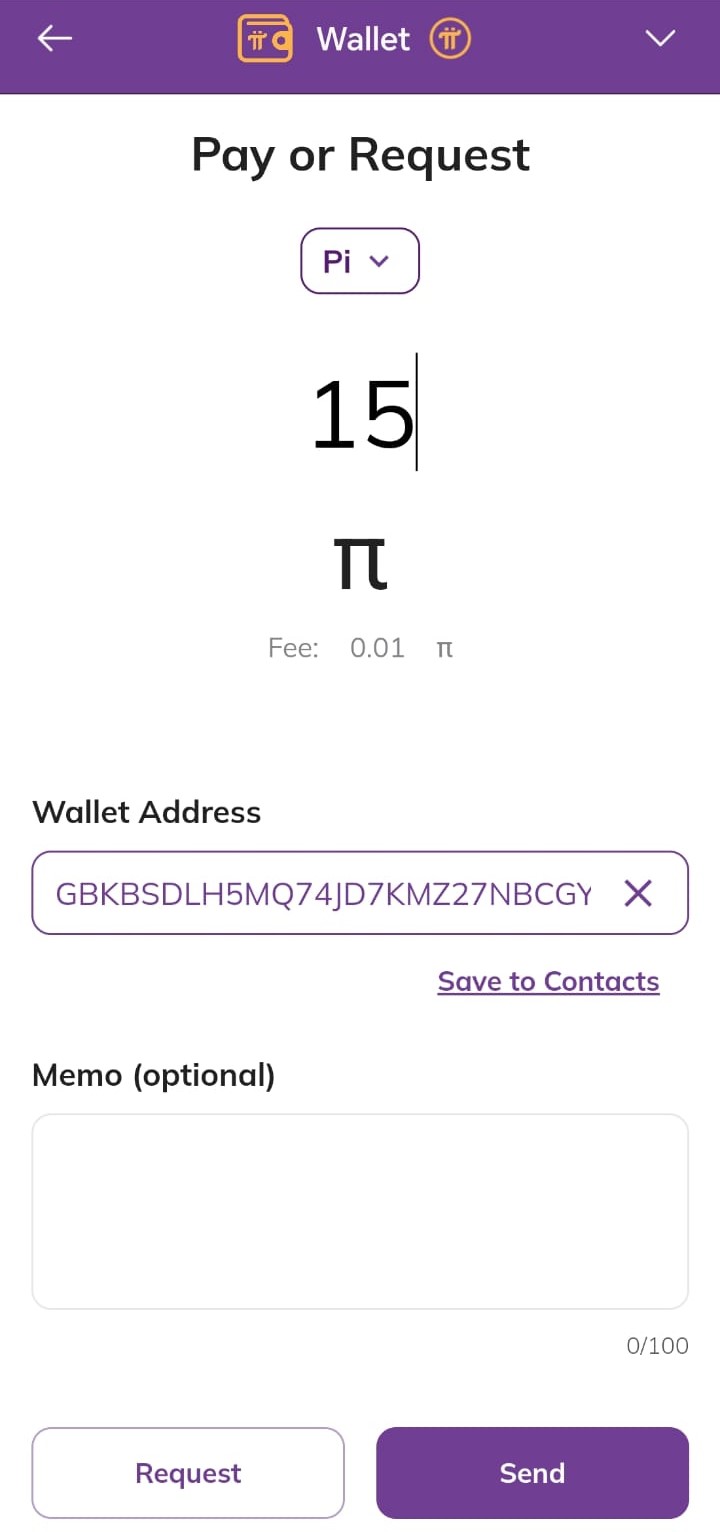 Wallet
Pay or Request
Pi
15
π
Fee: 0.01 π
Wallet Address
GBKBSDLH5MQ74JD7KMZ27NBCGY
Save to Contacts
Memo (optional)
0/100
Request
Send